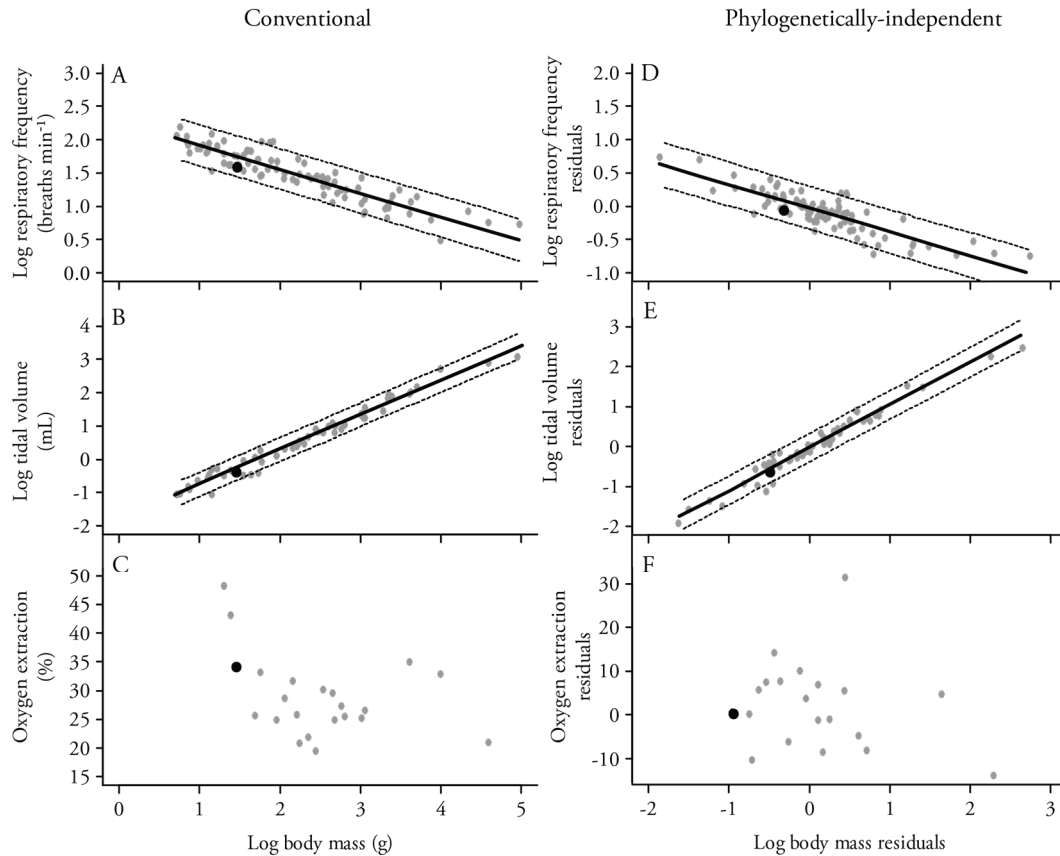 Conventional
Phylogenetically-independent
A
Log respiratory frequency
(breaths min⁻¹)
3.0
2.5
2.0
1.5
1.0
0.5
0.0
D
Log respiratory frequency
residuals
2.0
1.5
1.0
0.5
0.0
-0.5
-1.0
B
Log tidal volume
(mL)
4
3
2
1
0
-1
-2
E
Log tidal volume
residuals
3
2
1
0
-1
-2
C
Oxygen extraction
(%)
50
45
40
35
30
25
20
15
0 1 2 3 4 5
Log body mass (g)
F
Oxygen extraction
residuals
30
20
10
0
-10
-2 -1 0 1 2 3
Log body mass residuals